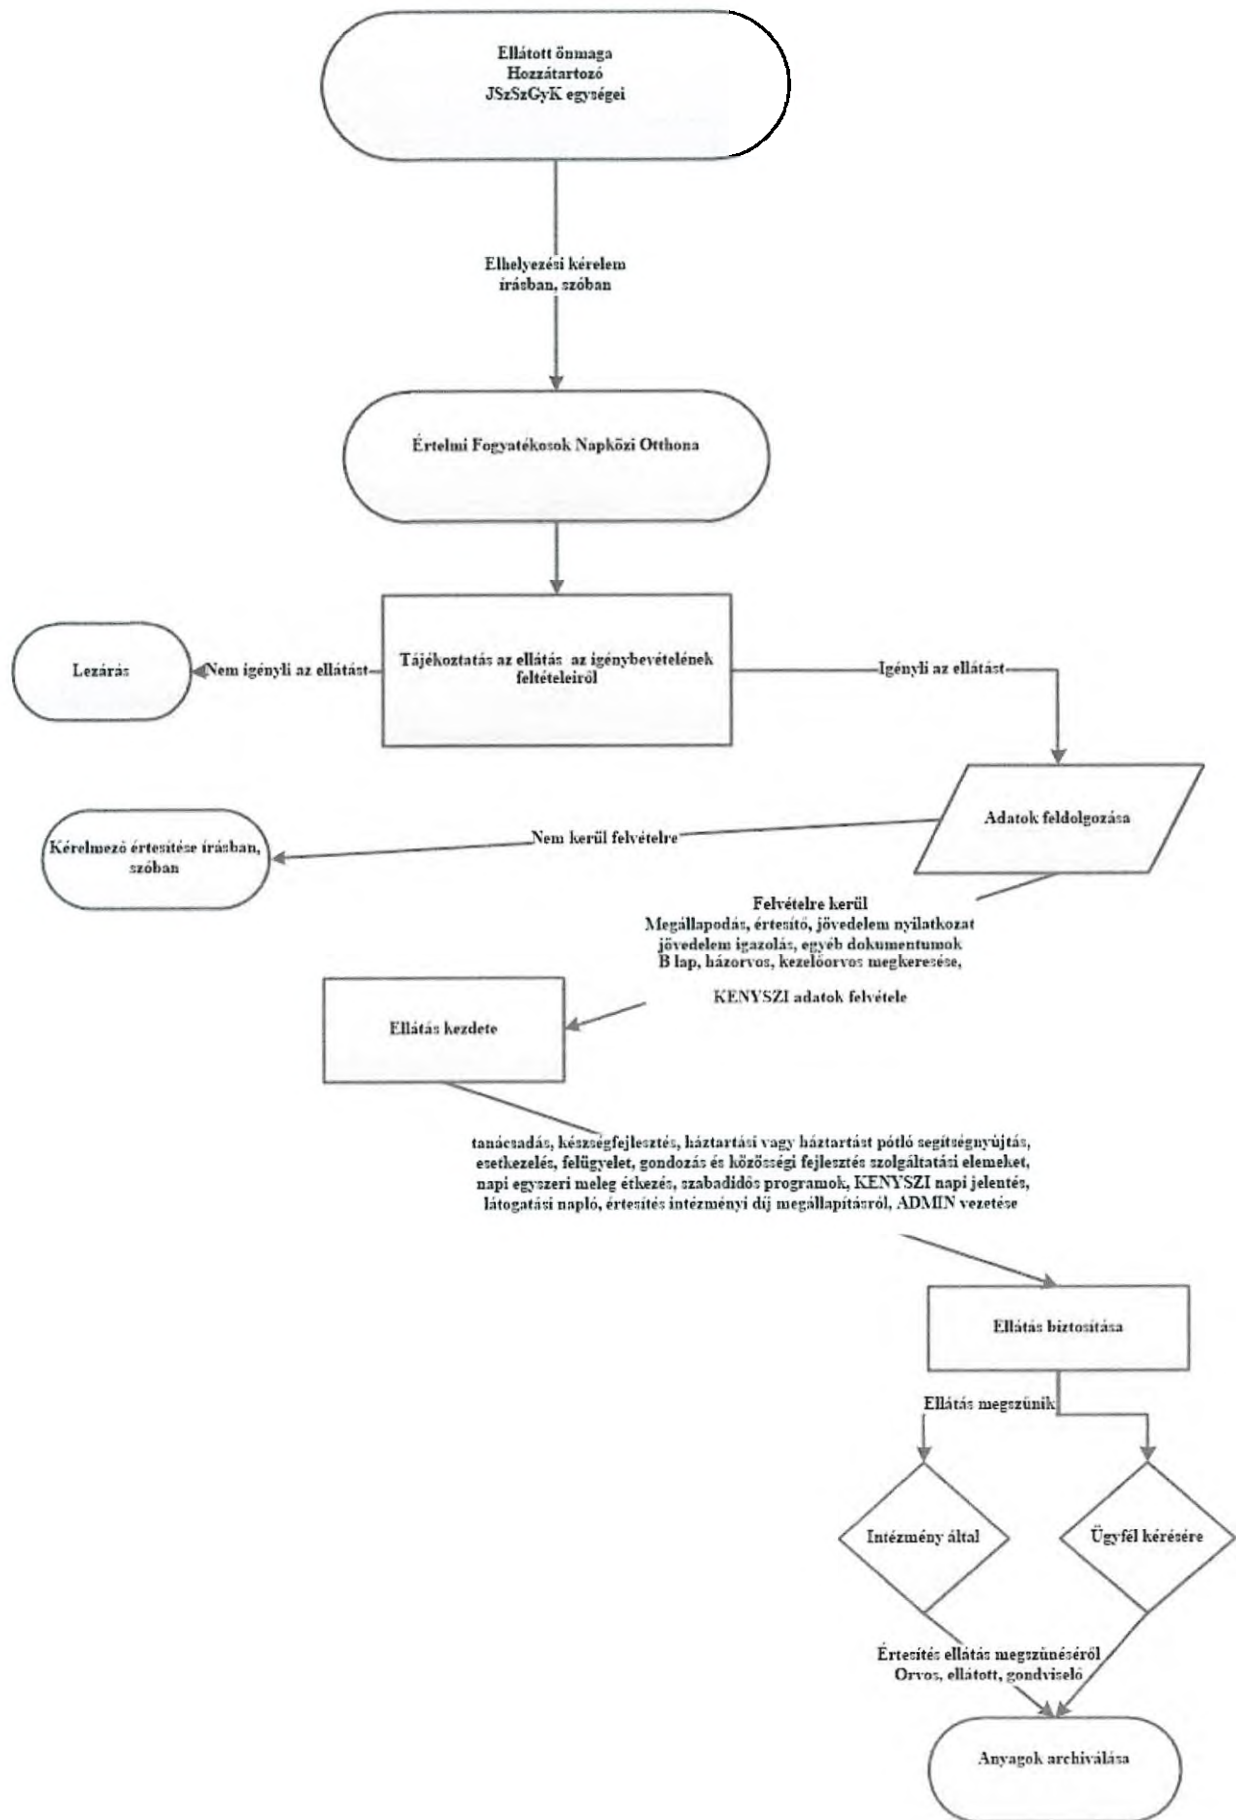 Ellátott önmaga
Hozzátartozó
JSzSzGyK egységei
Elhelyezési kérelem
írásban, szóban
Értelmi Fogyatékosok Napközi Otthona
Tájékoztatás az ellátás az igénybevételének
feltételeiről
Nem igényli az ellátást
Lezárás
Igényli az ellátást
Adatok feldolgozása
Nem kerül felvételre
Kérelmező értesítése írásban,
szóban
Felvételre kerül
Megállapodás, értesítő, jövedelem nyilatkozat
jövedelem igazolás, egyéb dokumentumok
B lap, házorvos, kezelőorvos megkeresése,
KENYSZI adatok felvétele
Ellátás kezdete
tanácsadás, készségfejlesztés, háztartási vagy háztartást pótló segítségnyújtás,
esetkezelés, felügyelet, gondozás és közösségi fejlesztés szolgáltatási elemeket,
napi egyszeri meleg étkezés, szabadidős programok, KENYSZI napi jelentés,
látogatási napló, értesítés intézményi díj megállapításról, ADMIN vezetése
Ellátás biztosítása
Ellátás megszünik
Intézmény által
Ügyfél kérésére
Értesítés ellátás megszünéséről
Orvos, ellátott, gondviselő
Anyagok archiválása